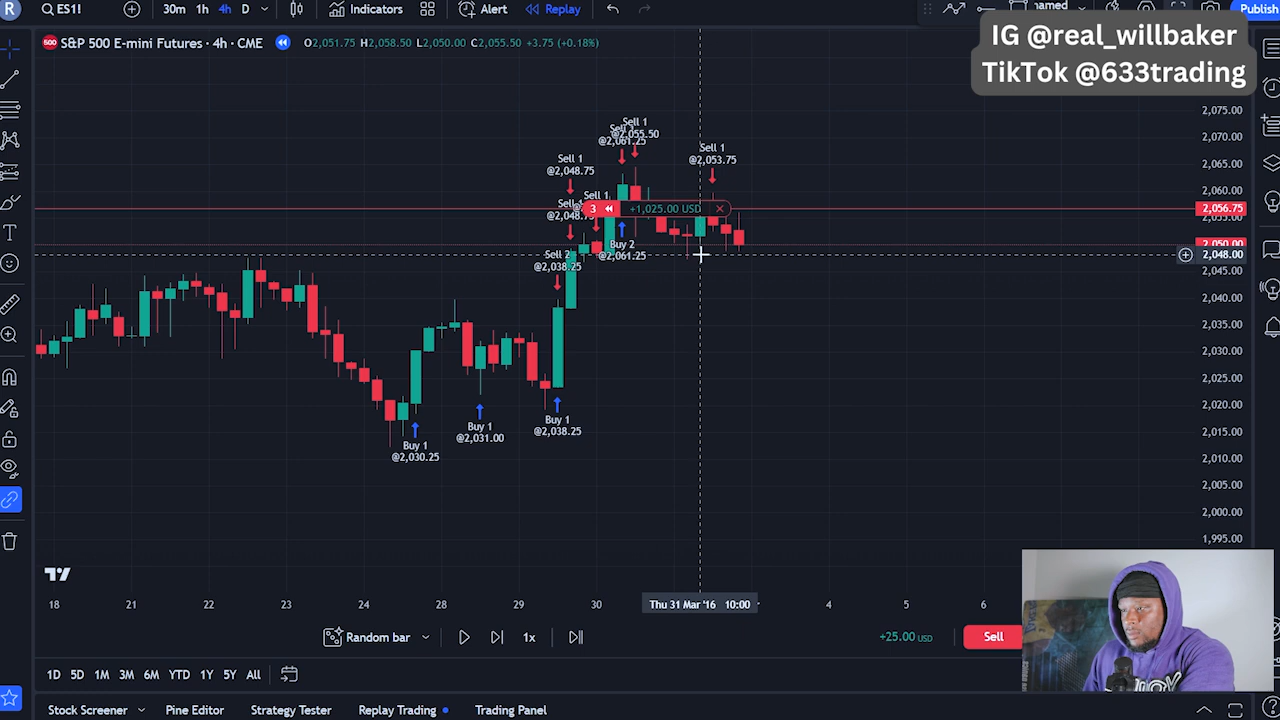 R
ES1!
30m 1h 4h D
Indicators
Alert
Replay
named
Publish
IG @real_willbaker
TikTok @633trading
500 S&P 500 E-mini Futures · 4h · CME
O2,051.75 H2,058.50 L2,050.00 C2,055.50 +3.75 (+0.18%)
2,075.00
2,070.00
2,065.00
2,060.00
2,056.75
2,055.00
2,050.00
2,048.00
2,045.00
2,040.00
2,035.00
2,030.00
2,025.00
2,020.00
2,015.00
2,010.00
2,005.00
2,000.00
1,995.00
Sell 1
@2,055.50
@2,061.25
Sell 1
@2,053.75
Sell 1
@2,048.75
Sell 1
3 +1,025.00 USD
Buy 2
@2,061.25
Sell 2
@2,038.25
Buy 1
@2,030.25
Buy 1
@2,031.00
Buy 1
@2,038.25
18 21 22 23 24 28 29 30 Thu 31 Mar '16 10:00 4 5 6
Random bar
1x
+25.00 USD
Sell
1D 5D 1M 3M 6M YTD 1Y 5Y All
Stock Screener
Pine Editor
Strategy Tester
Replay Trading
Trading Panel